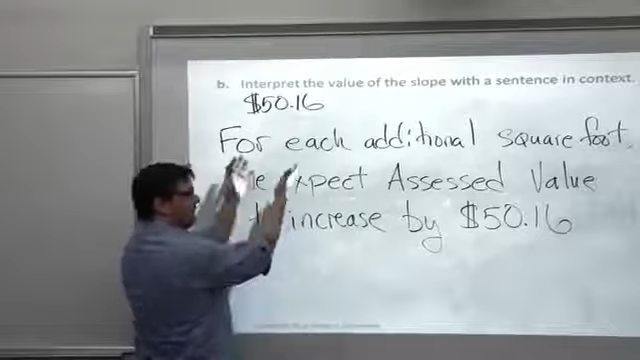 b. Interpret the value of the slope with a sentence in context.
$50.16
For each additional square foot,
expect Assessed Value
increase by $50.16